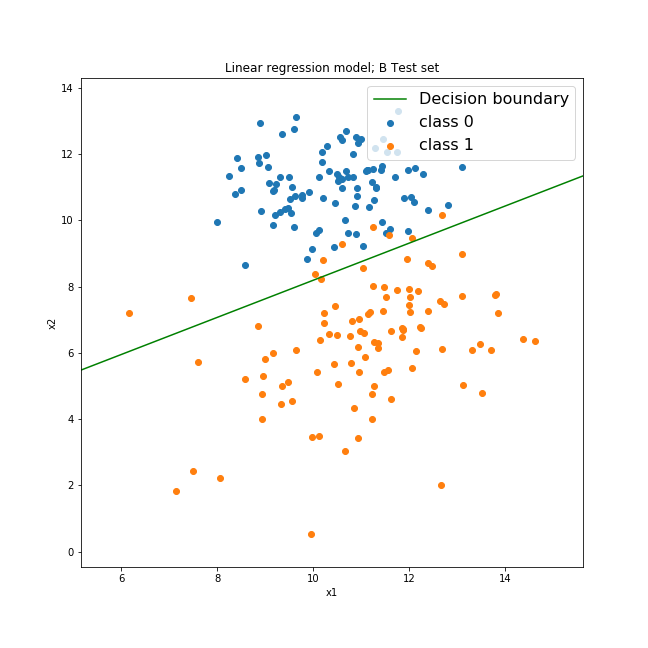 Linear regression model; B Test set
Decision boundary
class 0
class 1
14
12
10
8
6
4
2
0
x2
6 8 10 12 14
x1